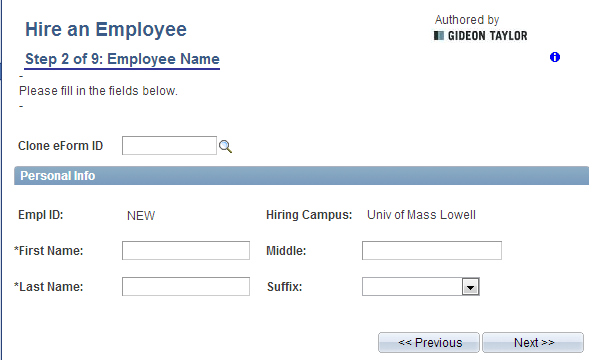 Hire an Employee
Authored by
GIDEON TAYLOR
Step 2 of 9: Employee Name
-
Please fill in the fields below.
-
Clone eForm ID
Personal Info
Empl ID: NEW Hiring Campus: Univ of Mass Lowell
*First Name: Middle:
*Last Name: Suffix:
<< Previous Next >>